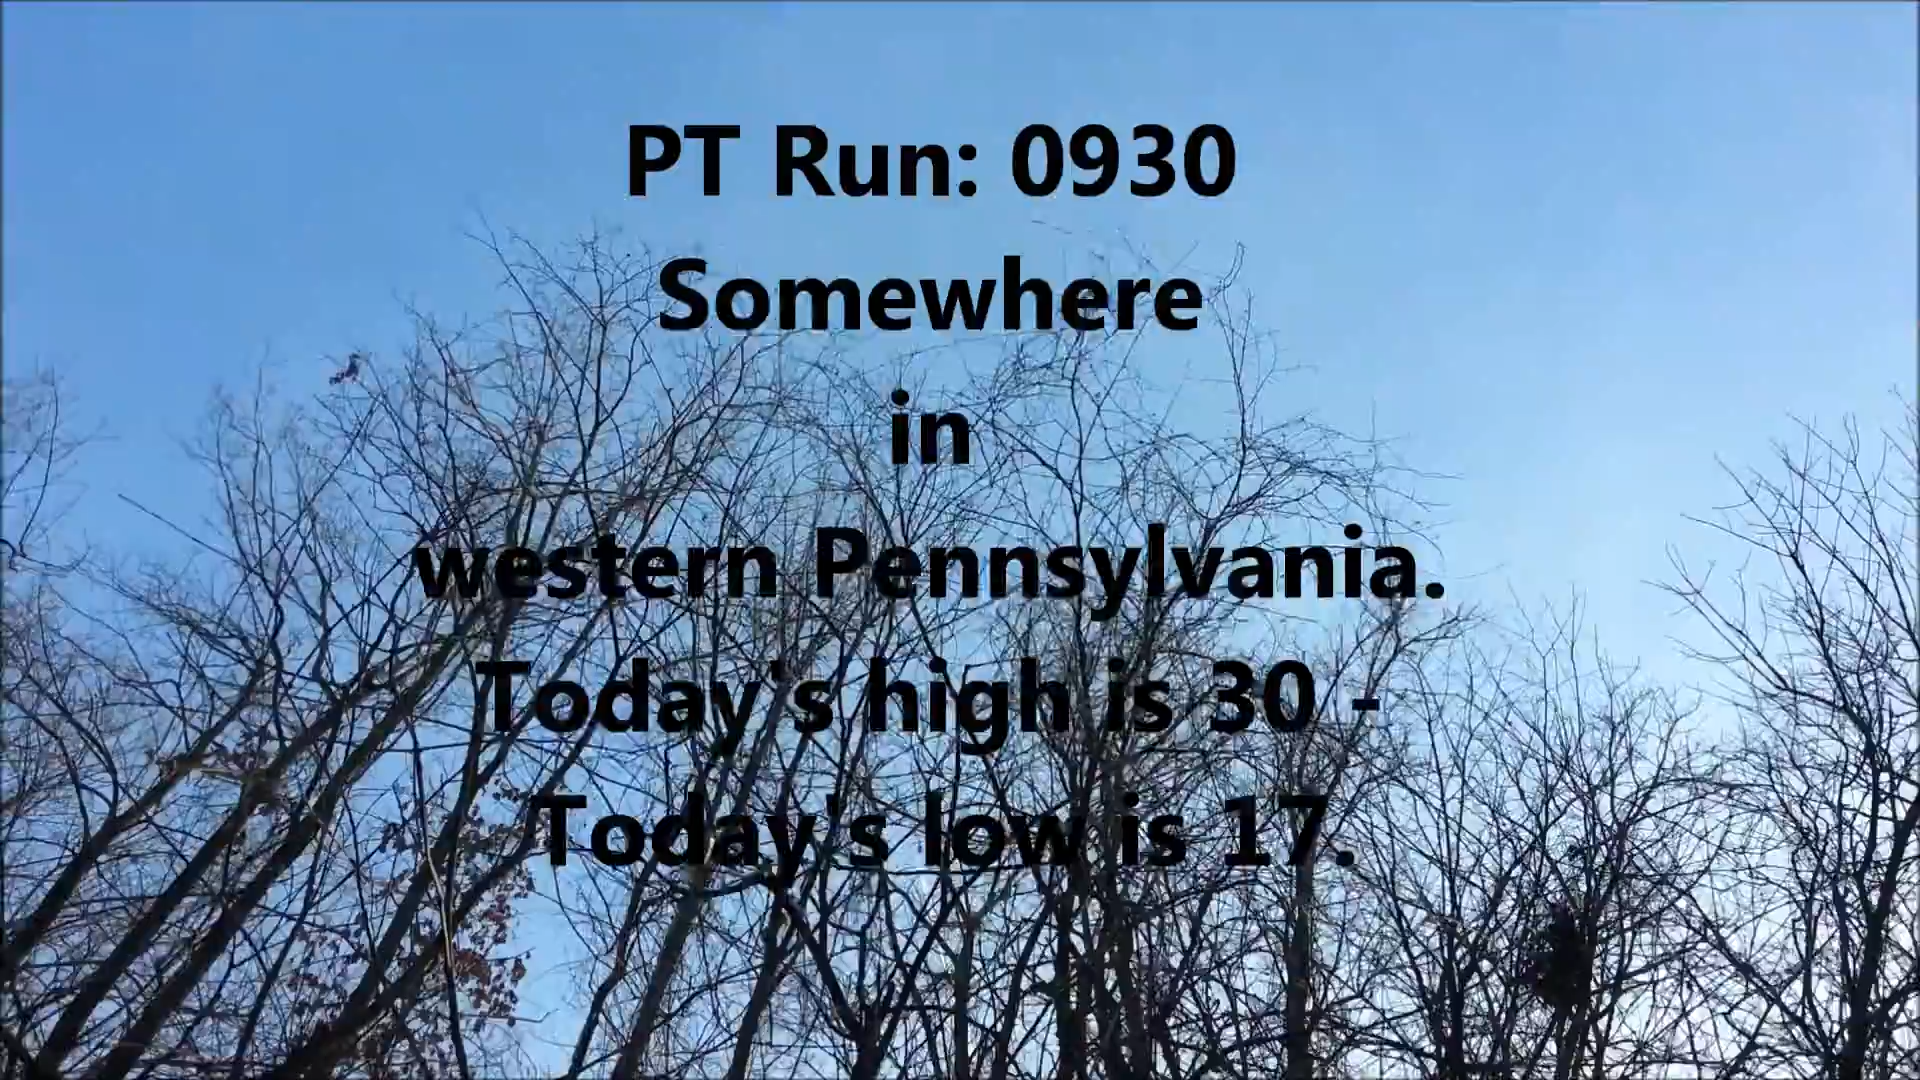 PT Run: 0930
Somewhere
in
western Pennsylvania.
Today's high is 30 -
Today's low is 17.